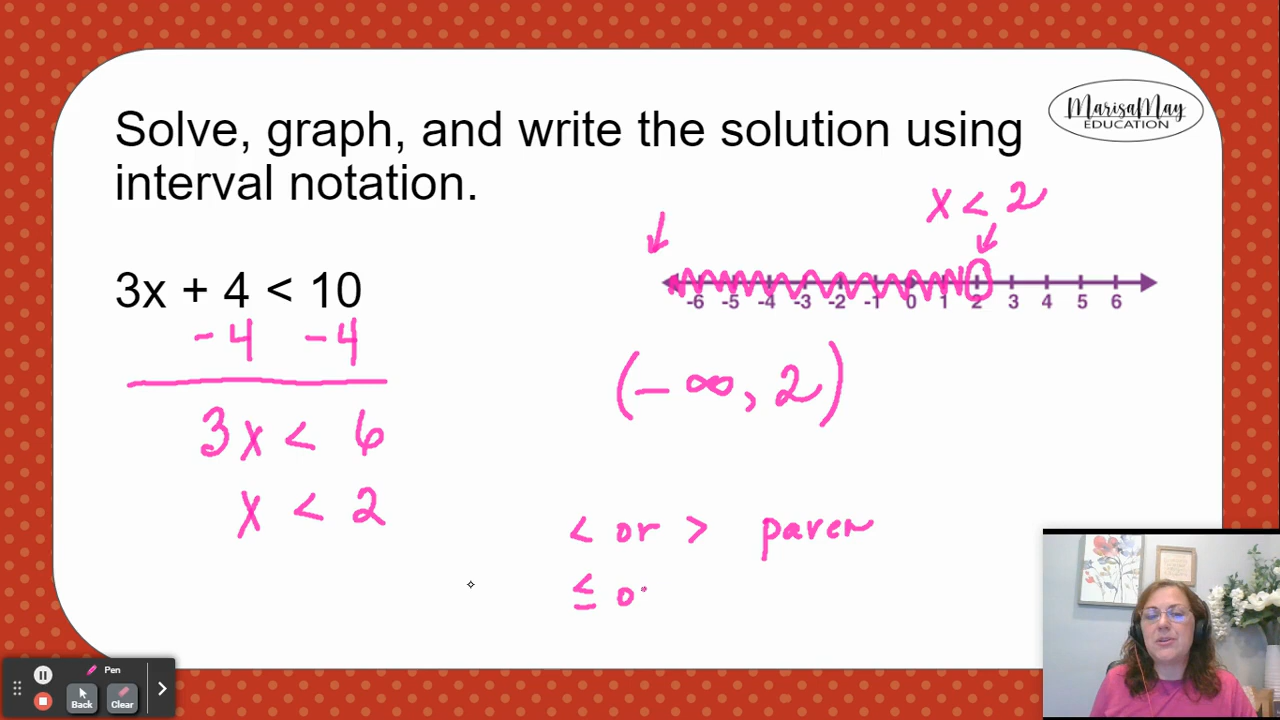 Solve, graph, and write the solution using
interval notation.
MarisaMay
EDUCATION
3x + 4 < 10
-4 -4
3x < 6
x < 2
x < 2
-6 -5 -4 -3 -2 -1 0 1 2 3 4 5 6
(-∞, 2)
< or > paren
≤ o
Pen
Back Clear